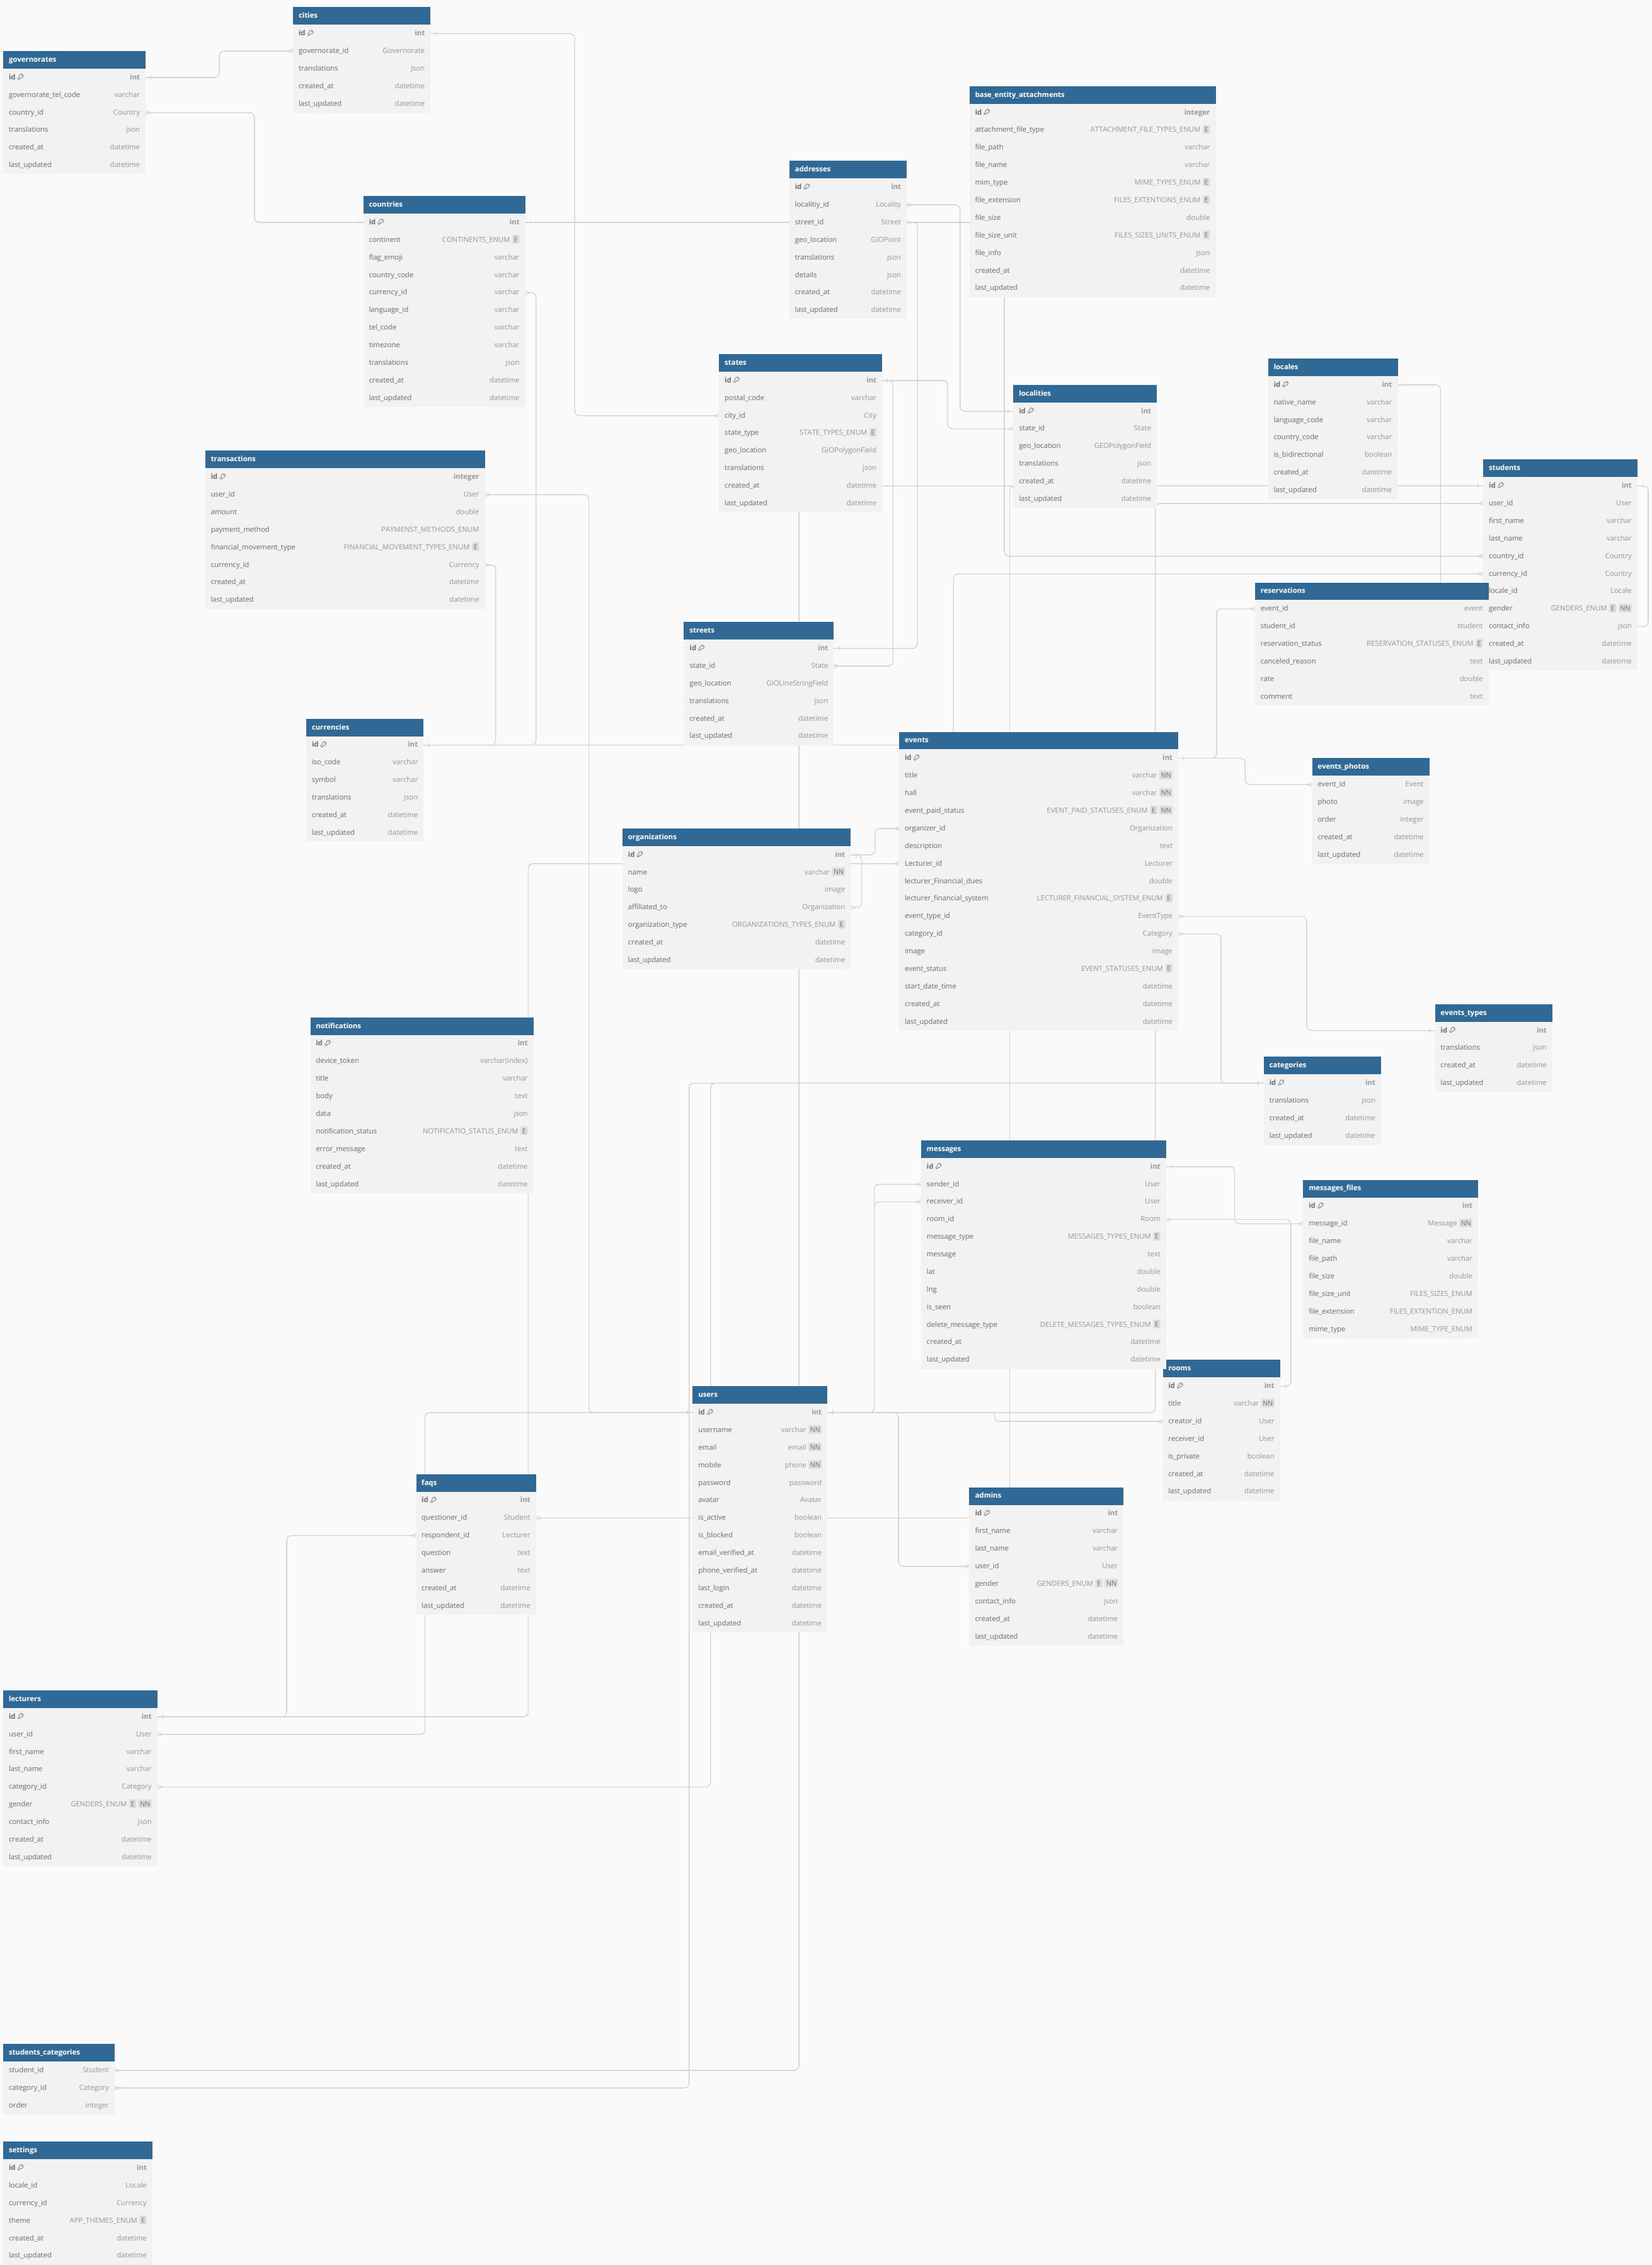 cities
id int
governorate_id Governorate
translations json
created_at datetime
last_updated datetime
governorates
id int
governorate_tel_code varchar
country_id Country
translations json
created_at datetime
last_updated datetime
base_entity_attachments
id integer
attachment_file_type ATTACHMENT_FILE_TYPES_ENUM E
file_path varchar
file_name varchar
mim_type MIME_TYPES_ENUM E
file_extension FILES_EXTENTIONS_ENUM E
file_size double
file_size_unit FILES_SIZES_UNITS_ENUM E
file_info json
created_at datetime
last_updated datetime
addresses
id int
localitiy_id Locality
street_id Street
geo_location GIOPoint
translations json
details json
created_at datetime
last_updated datetime
countries
id int
continent CONTINENTS_ENUM E
flag_emoji varchar
country_code varchar
currency_id varchar
language_id varchar
tel_code varchar
timezone varchar
translations json
created_at datetime
last_updated datetime
states
id int
postal_code varchar
city_id City
state_type STATE_TYPES_ENUM E
geo_location GIOPolygonField
translations json
created_at datetime
last_updated datetime
localities
id int
state_id State
geo_location GEOPolygonField
translations json
created_at datetime
last_updated datetime
locales
id int
native_name varchar
language_code varchar
country_code varchar
is_bidirectional boolean
created_at datetime
last_updated datetime
transactions
id integer
user_id User
amount double
payment_method PAYMENST_METHODS_ENUM
financial_movement_type FINANCIAL_MOVEMENT_TYPES_ENUM E
currency_id Currency
created_at datetime
last_updated datetime
students
id int
user_id User
first_name varchar
last_name varchar
country_id Country
currency_id Country
locale_id Locale
gender GENDERS_ENUM E NN
contact_info json
created_at datetime
last_updated datetime
reservations
event_id event
student_id student
reservation_status RESERVATION_STATUSES_ENUM E
canceled_reason text
rate double
comment text
streets
id int
state_id State
geo_location GIOLineStringField
translations json
created_at datetime
last_updated datetime
currencies
id int
iso_code varchar
symbol varchar
translations json
created_at datetime
last_updated datetime
events
id int
title varchar NN
hall varchar NN
event_paid_status EVENT_PAID_STATUSES_ENUM E NN
organizer_id Organization
description text
Lecturer_id Lecturer
lecturer_Financial_dues double
lecturer_financial_system LECTURER_FINANCIAL_SYSTEM_ENUM E
event_type_id EventType
category_id Category
image image
event_status EVENT_STATUSES_ENUM E
start_date_time datetime
created_at datetime
last_updated datetime
events_photos
event_id Event
photo image
order integer
created_at datetime
last_updated datetime
organizations
id int
name varchar NN
logo image
affiliated_to Organization
organization_type ORGANIZATIONS_TYPES_ENUM E
created_at datetime
last_updated datetime
notifications
id int
device_token varchar(index)
title varchar
body text
data json
notification_status NOTIFICATIO_STATUS_ENUM E
error_message text
created_at datetime
last_updated datetime
events_types
id int
translations json
created_at datetime
last_updated datetime
categories
id int
translations json
created_at datetime
last_updated datetime
messages
id int
sender_id User
receiver_id User
room_id Room
message_type MESSAGES_TYPES_ENUM E
message text
lat double
lng double
is_seen boolean
delete_message_type DELETE_MESSAGES_TYPES_ENUM E
created_at datetime
last_updated datetime
messages_files
id int
message_id Message NN
file_name varchar
file_path varchar
file_size double
file_size_unit FILES_SIZES_ENUM
file_extension FILES_EXTENTION_ENUM
mime_type MIME_TYPE_ENUM
rooms
id int
title varchar NN
creator_id User
receiver_id User
is_private boolean
created_at datetime
last_updated datetime
users
id int
username varchar NN
email email NN
mobile phone NN
password password
avatar Avatar
is_active boolean
is_blocked boolean
email_verified_at datetime
phone_verified_at datetime
last_login datetime
created_at datetime
last_updated datetime
faqs
id int
questioner_id Student
respondent_id Lecturer
question text
answer text
created_at datetime
last_updated datetime
admins
id int
first_name varchar
last_name varchar
user_id User
gender GENDERS_ENUM E NN
contact_info json
created_at datetime
last_updated datetime
lecturers
id int
user_id User
first_name varchar
last_name varchar
category_id Category
gender GENDERS_ENUM E NN
contact_info json
created_at datetime
last_updated datetime
students_categories
student_id Student
category_id Category
order integer
settings
id int
locale_id Locale
currency_id Currency
theme APP_THEMES_ENUM E
created_at datetime
last_updated datetime